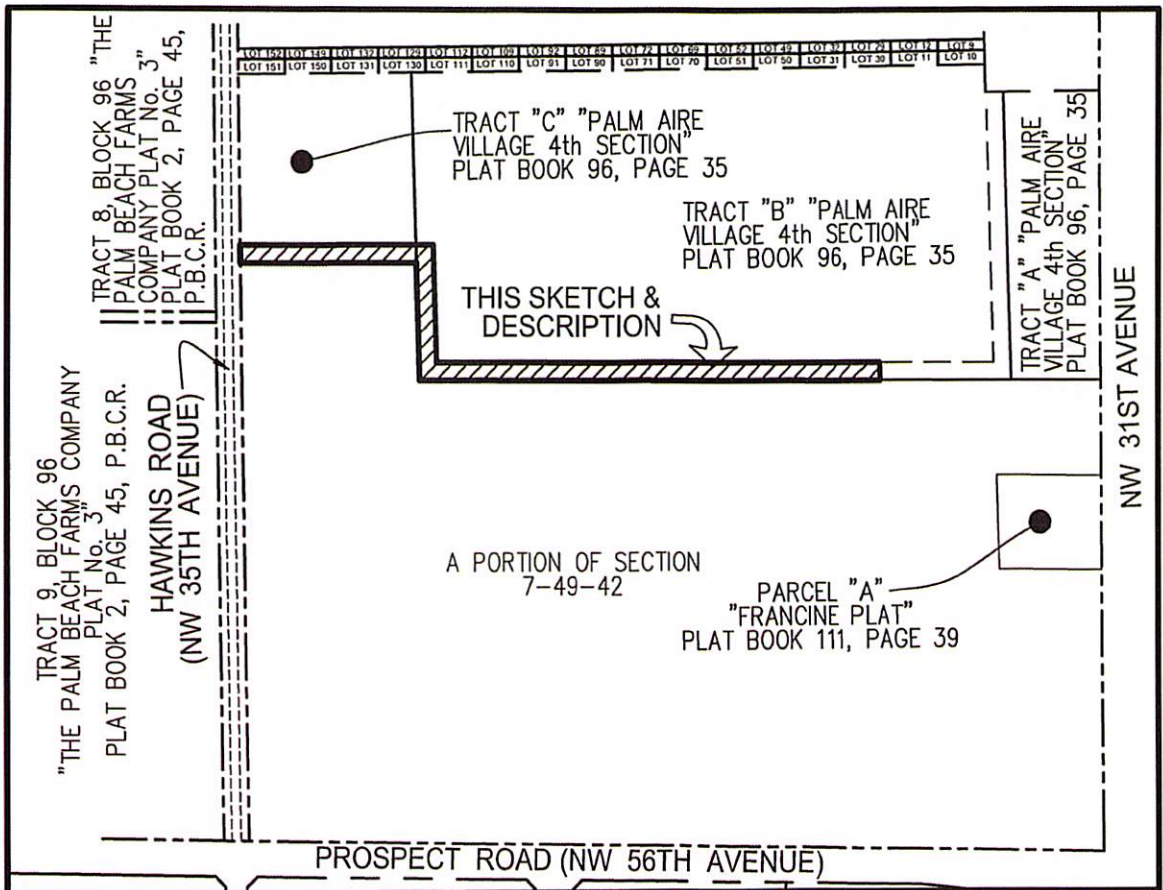 TRACT 8, BLOCK 96 "THE
PALM BEACH FARMS
COMPANY PLAT No. 3"
PLAT BOOK 2, PAGE 45,
P.B.C.R.
LOT 152 LOT 149 LOT 132 LOT 129 LOT 112 LOT 109 LOT 92 LOT 89 LOT 72 LOT 69 LOT 52 LOT 49 LOT 32 LOT 29 LOT 12 LOT 9
LOT 151 LOT 150 LOT 131 LOT 130 LOT 111 LOT 110 LOT 91 LOT 90 LOT 71 LOT 70 LOT 51 LOT 50 LOT 31 LOT 30 LOT 11 LOT 10
TRACT "C" "PALM AIRE
VILLAGE 4th SECTION"
PLAT BOOK 96, PAGE 35
TRACT "B" "PALM AIRE
VILLAGE 4th SECTION"
PLAT BOOK 96, PAGE 35
TRACT "A" "PALM AIRE
VILLAGE 4th SECTION"
PLAT BOOK 96, PAGE 35
THIS SKETCH &
DESCRIPTION
NW 31ST AVENUE
TRACT 9, BLOCK 96
"THE PALM BEACH FARMS COMPANY
PLAT No. 3"
PLAT BOOK 2, PAGE 45, P.B.C.R.
HAWKINS ROAD
(NW 35TH AVENUE)
A PORTION OF SECTION
7-49-42
PARCEL "A"
"FRANCINE PLAT"
PLAT BOOK 111, PAGE 39
PROSPECT ROAD (NW 56TH AVENUE)